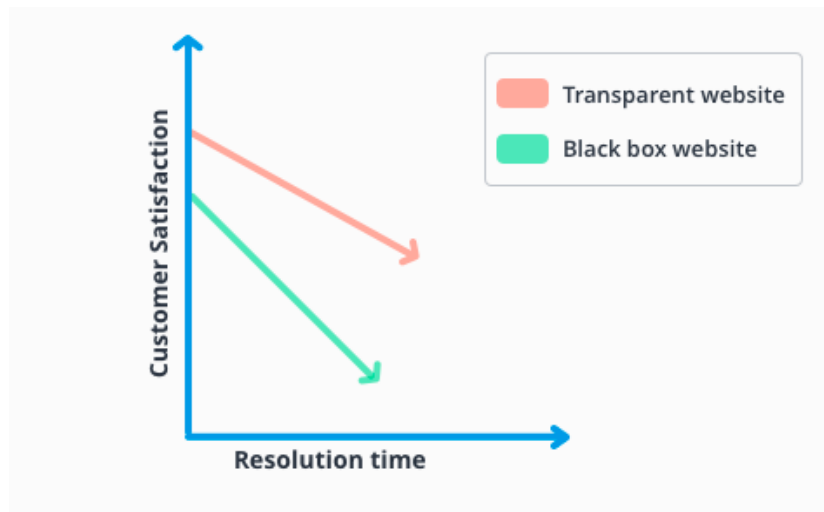 Transparent website
Black box website
Customer Satisfaction
Resolution time